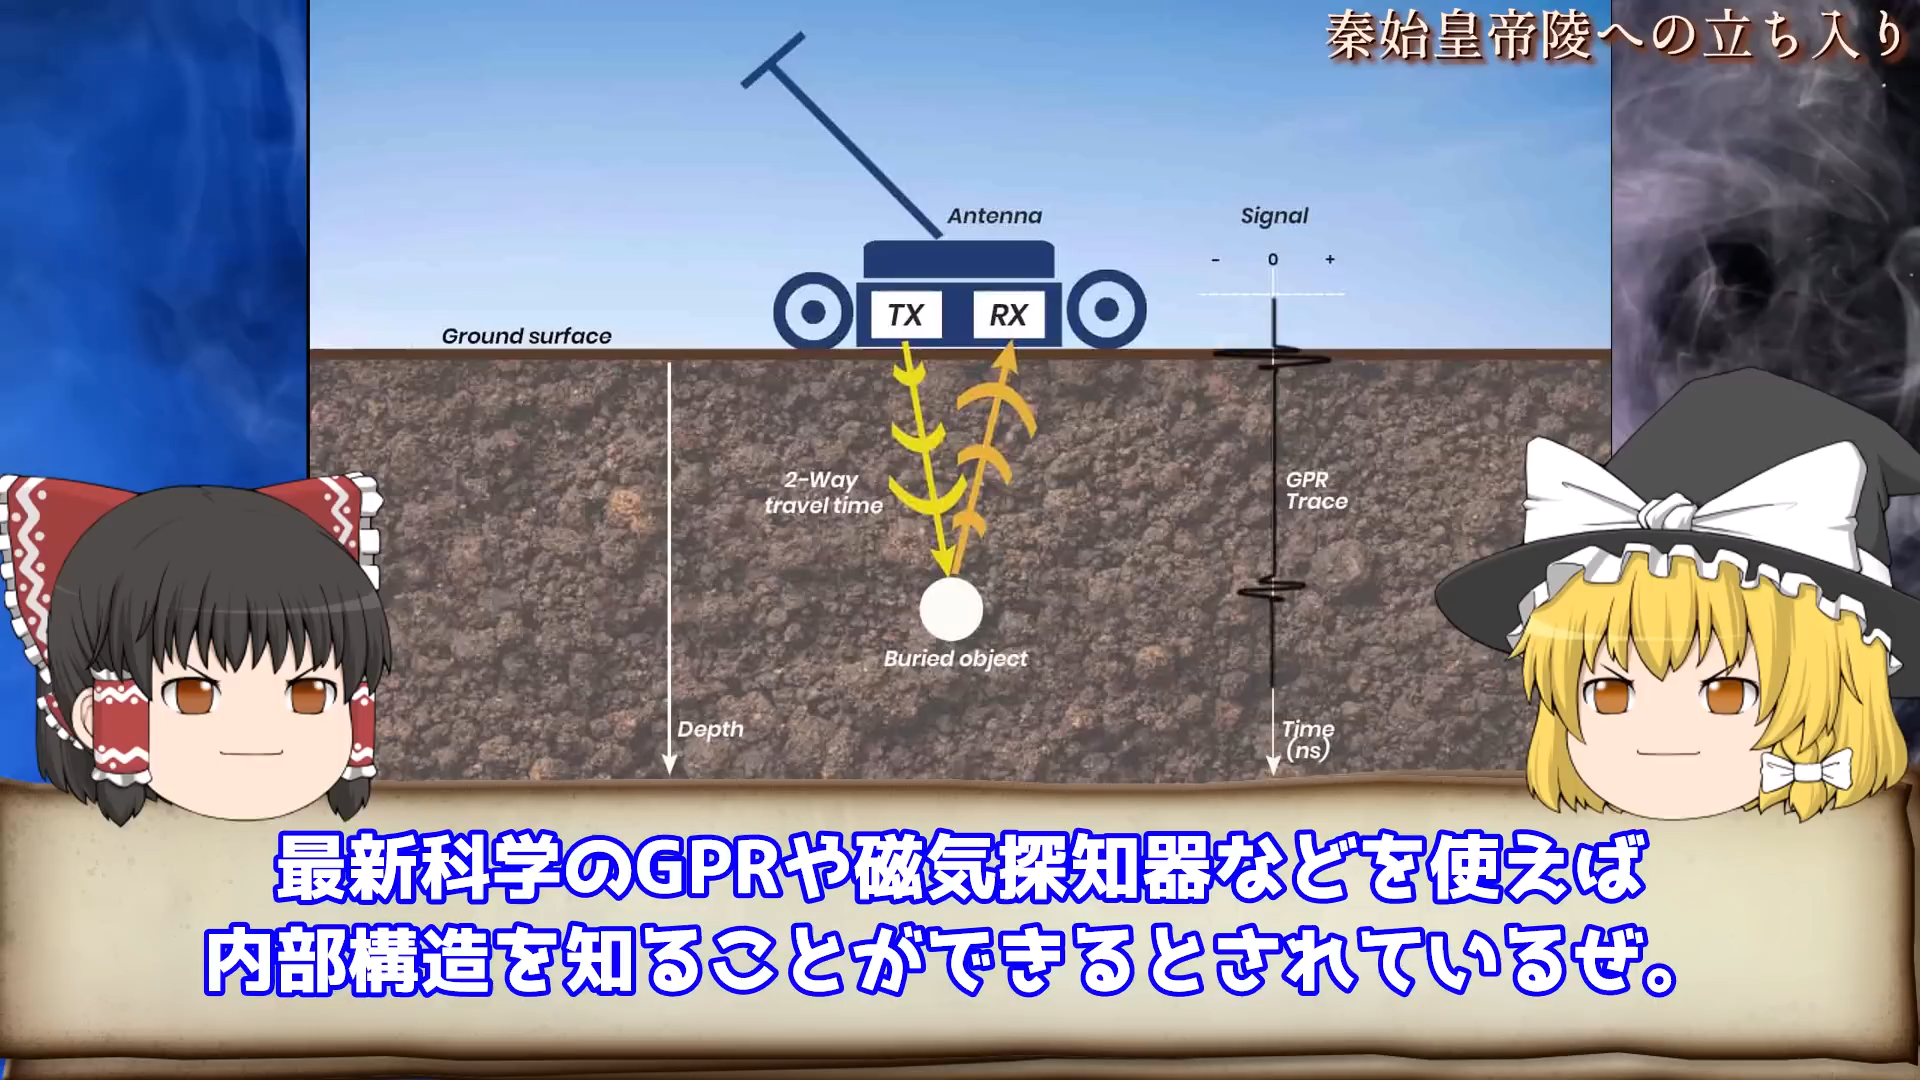 秦始皇帝陵への立ち入り
Antenna
Signal
- 0 +
TX
RX
Ground surface
2-Way
travel time
GPR
Trace
Buried object
Depth
Time
(ns)
最新科学のGPRや磁気探知器などを使えば
内部構造を知ることができるとされているぜ。